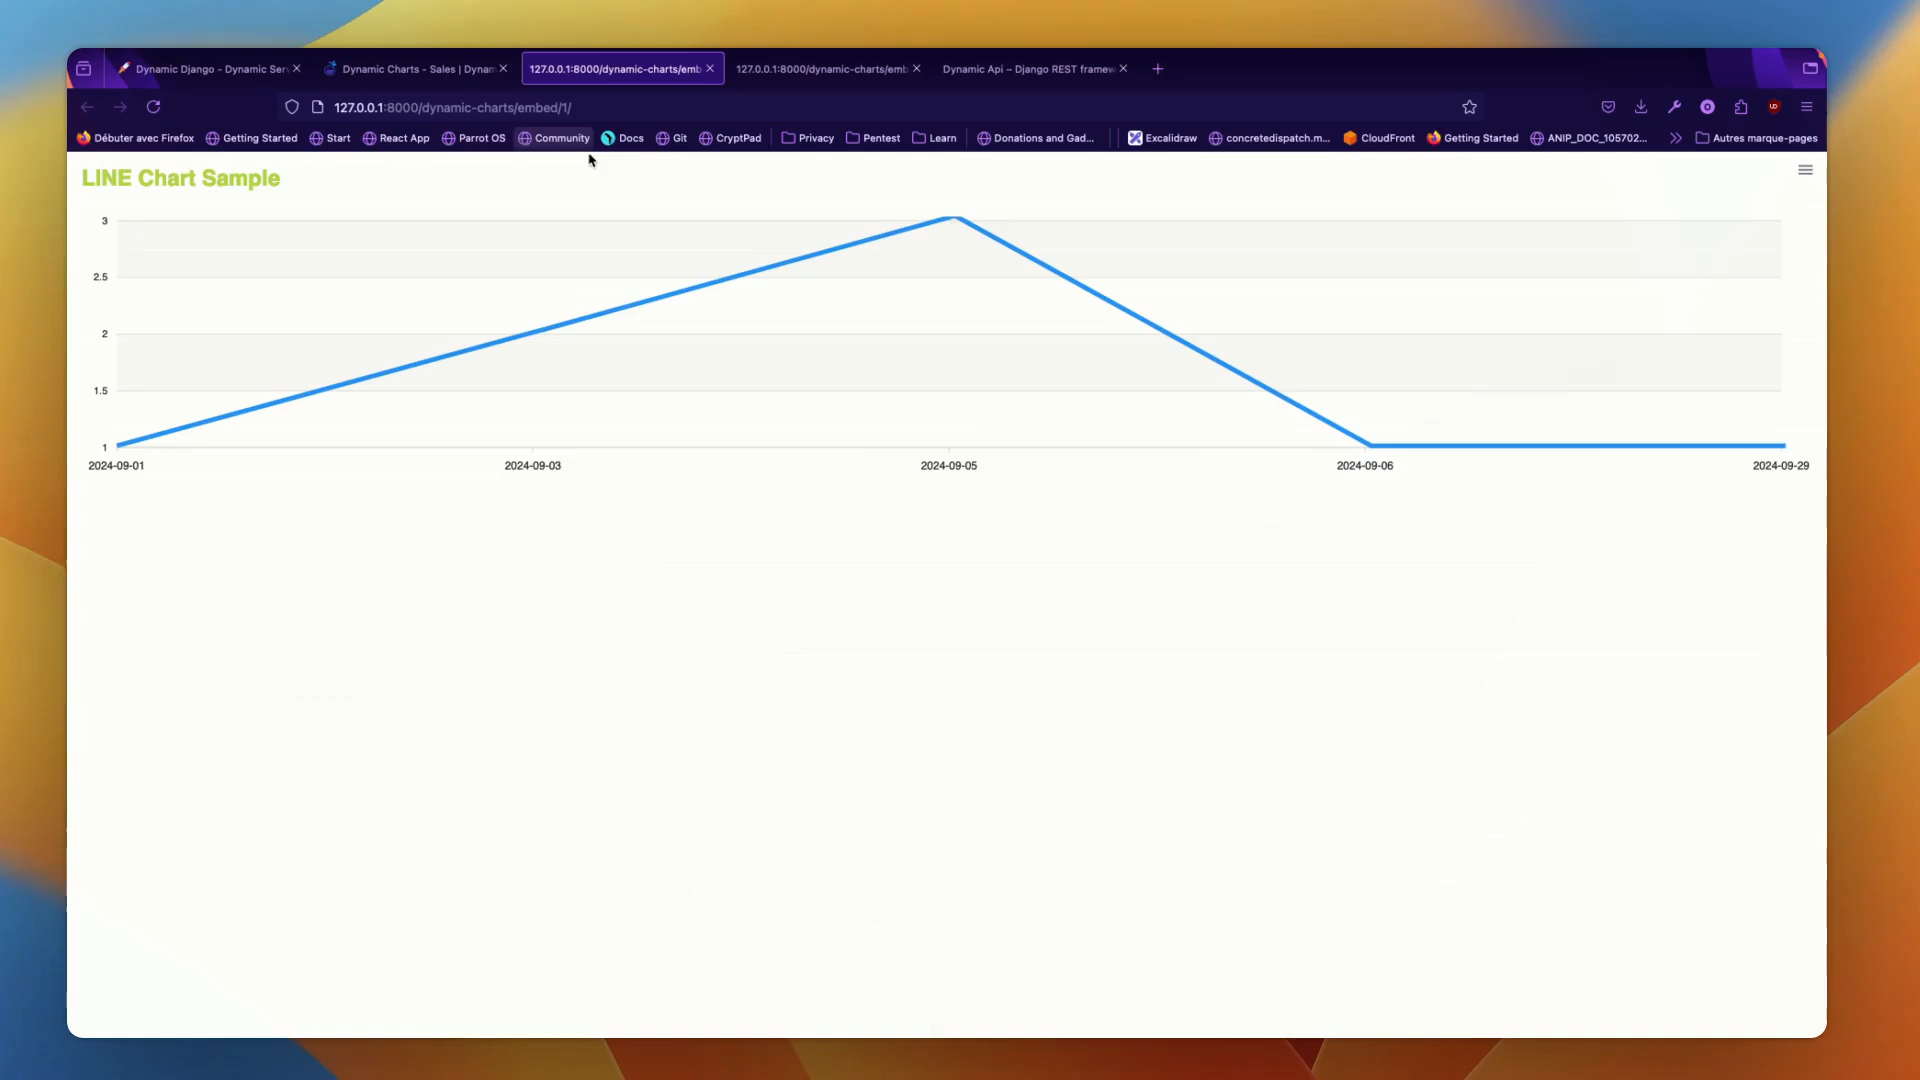 Dynamic Django - Dynamic Ser
Dynamic Charts - Sales | Dynam
127.0.0.1:8000/dynamic-charts/emb
127.0.0.1:8000/dynamic-charts/emb
Dynamic Api – Django REST framew
127.0.0.1:8000/dynamic-charts/embed/1/
Débuter avec Firefox
Getting Started
Start
React App
Parrot OS
Community
Docs
Git
CryptPad
Privacy
Pentest
Learn
Donations and Gad...
Excalidraw
concretedispatch.m...
CloudFront
Getting Started
ANIP_DOC_105702...
Autres marque-pages
LINE Chart Sample
3
2.5
2
1.5
1
2024-09-01
2024-09-03
2024-09-05
2024-09-06
2024-09-29